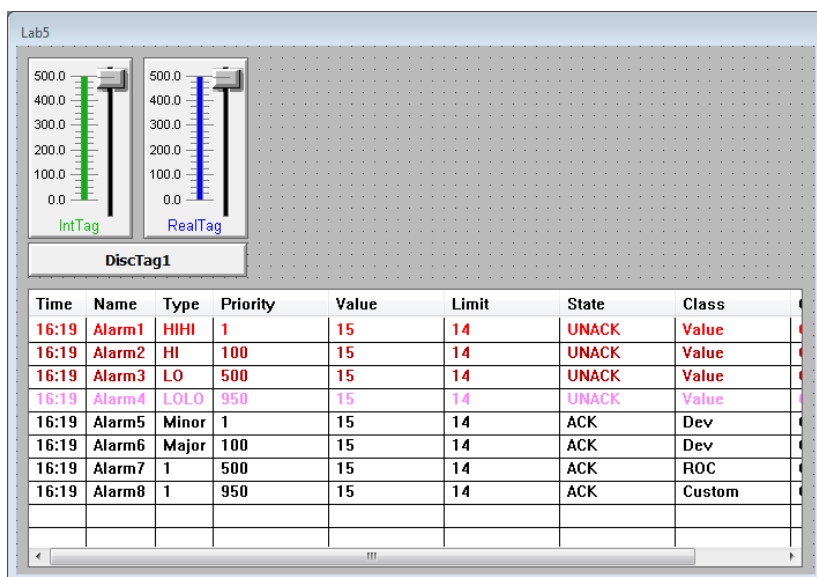 Lab5
500.0 500.0
400.0 400.0
300.0 300.0
200.0 200.0
100.0 100.0
0.0 0.0
IntTag RealTag
DiscTag1
Time Name Type Priority Value Limit State Class
16:19 Alarm1 HIHI 1 15 14 UNACK Value
16:19 Alarm2 HI 100 15 14 UNACK Value
16:19 Alarm3 LO 500 15 14 UNACK Value
16:19 Alarm4 LOLO 950 15 14 UNACK Value
16:19 Alarm5 Minor 1 15 14 ACK Dev
16:19 Alarm6 Major 100 15 14 ACK Dev
16:19 Alarm7 1 500 15 14 ACK ROC
16:19 Alarm8 1 950 15 14 ACK Custom